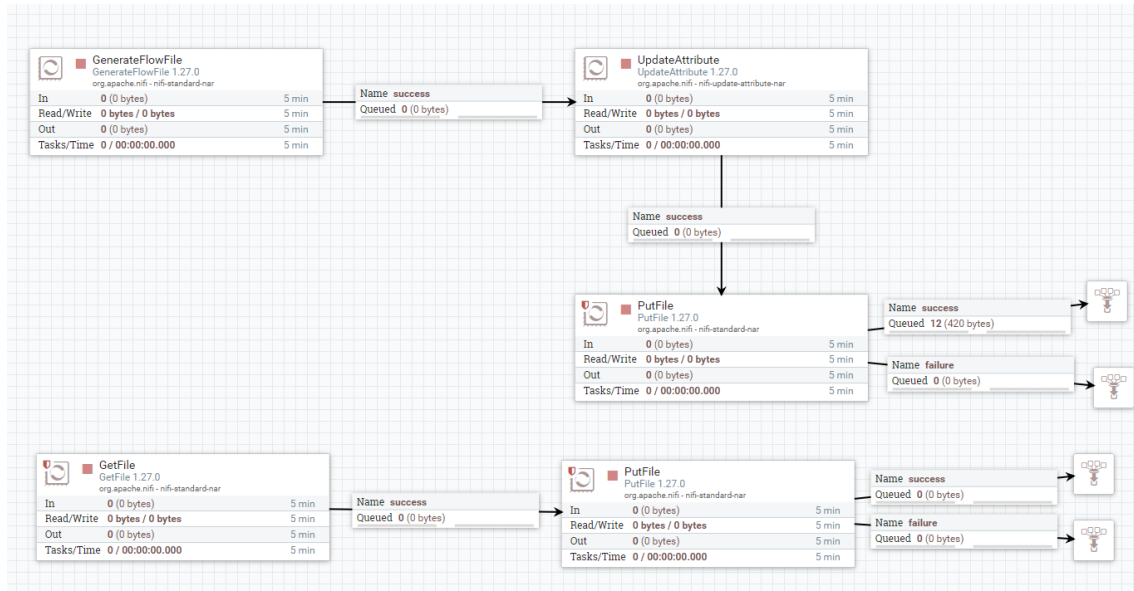 GenerateFlowFile
GenerateFlowFile 1.27.0
org.apache.nifi - nifi-standard-nar
In 0 (0 bytes) 5 min
Read/Write 0 bytes / 0 bytes 5 min
Out 0 (0 bytes) 5 min
Tasks/Time 0 / 00:00:00.000 5 min
Name success
Queued 0 (0 bytes)
UpdateAttribute
UpdateAttribute 1.27.0
org.apache.nifi - nifi-update-attribute-nar
In 0 (0 bytes) 5 min
Read/Write 0 bytes / 0 bytes 5 min
Out 0 (0 bytes) 5 min
Tasks/Time 0 / 00:00:00.000 5 min
Name success
Queued 0 (0 bytes)
PutFile
PutFile 1.27.0
org.apache.nifi - nifi-standard-nar
In 0 (0 bytes) 5 min
Read/Write 0 bytes / 0 bytes 5 min
Out 0 (0 bytes) 5 min
Tasks/Time 0 / 00:00:00.000 5 min
Name success
Queued 12 (420 bytes)
Name failure
Queued 0 (0 bytes)
GetFile
GetFile 1.27.0
org.apache.nifi - nifi-standard-nar
In 0 (0 bytes) 5 min
Read/Write 0 bytes / 0 bytes 5 min
Out 0 (0 bytes) 5 min
Tasks/Time 0 / 00:00:00.000 5 min
Name success
Queued 0 (0 bytes)
PutFile
PutFile 1.27.0
org.apache.nifi - nifi-standard-nar
In 0 (0 bytes) 5 min
Read/Write 0 bytes / 0 bytes 5 min
Out 0 (0 bytes) 5 min
Tasks/Time 0 / 00:00:00.000 5 min
Name success
Queued 0 (0 bytes)
Name failure
Queued 0 (0 bytes)